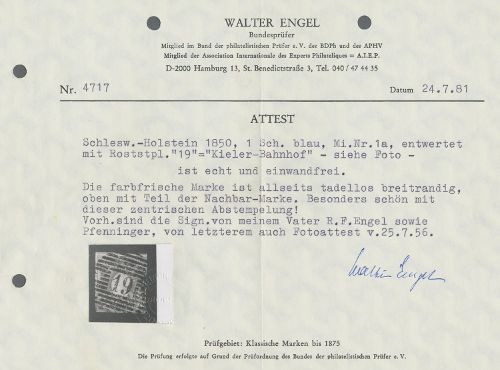 WALTER ENGEL
Bundesprüfer
Mitglied im Bund der philatelistischen Prüfer e. V. der BDPh und des APHV
Mitglied der Association Internationale des Experts Philateliques = A.I.E.P.
D-2000 Hamburg 13, St. Benedictstraße 3, Tel. 040 / 47 44 35
Nr. 4717 Datum 24.7.81
ATTEST
Schlesw.-Holstein 1850, 1 Sch. blau, Mi.Nr.1a, entwertet
mit Roststpl."19"="Kieler-Bahnhof" - siehe Foto -
ist echt und einwandfrei.
Die farbfrische Marke ist allseits tadellos breitrandig,
oben mit Teil der Nachbar-Marke. Besonders schön mit
dieser zentrischen Abstempelung!
Vorh.sind die Sign.von meinem Vater R.F.Engel sowie
Pfenninger, von letzterem auch Fotoattest v.25.7.56.
19
Walter Engel
Prüfgebiet: Klassische Marken bis 1875
Die Prüfung erfolgte auf Grund der Prüfordnung des Bundes der philatelistischen Prüfer e. V.